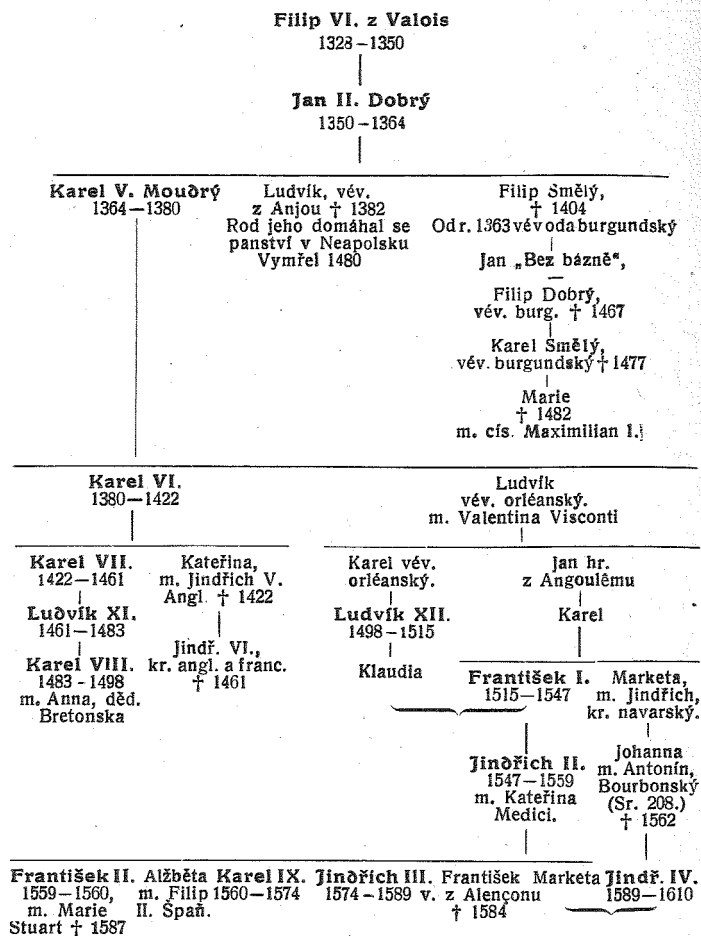 Filip VI. z Valois
1328–1350
Jan II. Dobrý
1350–1364
Karel V. Moudrý
1364–1380
Ludvík, vév.
z Anjou † 1382
Rod jeho domáhal se
panství v Neapolsku
Vymřel 1480
Filip Smělý,
† 1404
Od r. 1363 vévoda burgundský
Jan „Bez bázně",
Filip Dobrý,
vév. burg. † 1467
Karel Smělý,
vév. burgundský † 1477
Marie
† 1482
m. cís. Maximilian I.
Karel VI.
1380–1422
Ludvík
vév. orléanský.
m. Valentina Visconti
Karel VII.
1422–1461
Ludvík XI.
1461–1483
Karel VIII.
1483-1498
m. Anna, děd.
Bretonska
Kateřina,
m. Jindřich V.
Angl. † 1422
Jindř. VI.,
kr. angl. a franc.
† 1461
Karel vév.
orléanský.
Ludvík XII.
1498–1515
Klaudia
Jan hr.
z Angoulêmu
Karel
František I.
1515–1547
Marketa,
m. Jindřich,
kr. navarský.
Jindřich II.
1547–1559
m. Kateřina
Medici.
Johanna
m. Antonín,
Bourbonský
(Sr. 208.)
† 1562
František II.
1559–1560,
m. Marie
Stuart † 1587
Alžběta
m. Filip
II. Špaň.
Karel IX.
1560–1574
Jindřich III.
1574–1589
František
v. z Alençonu
† 1584
Marketa
Jindř. IV.
1589–1610